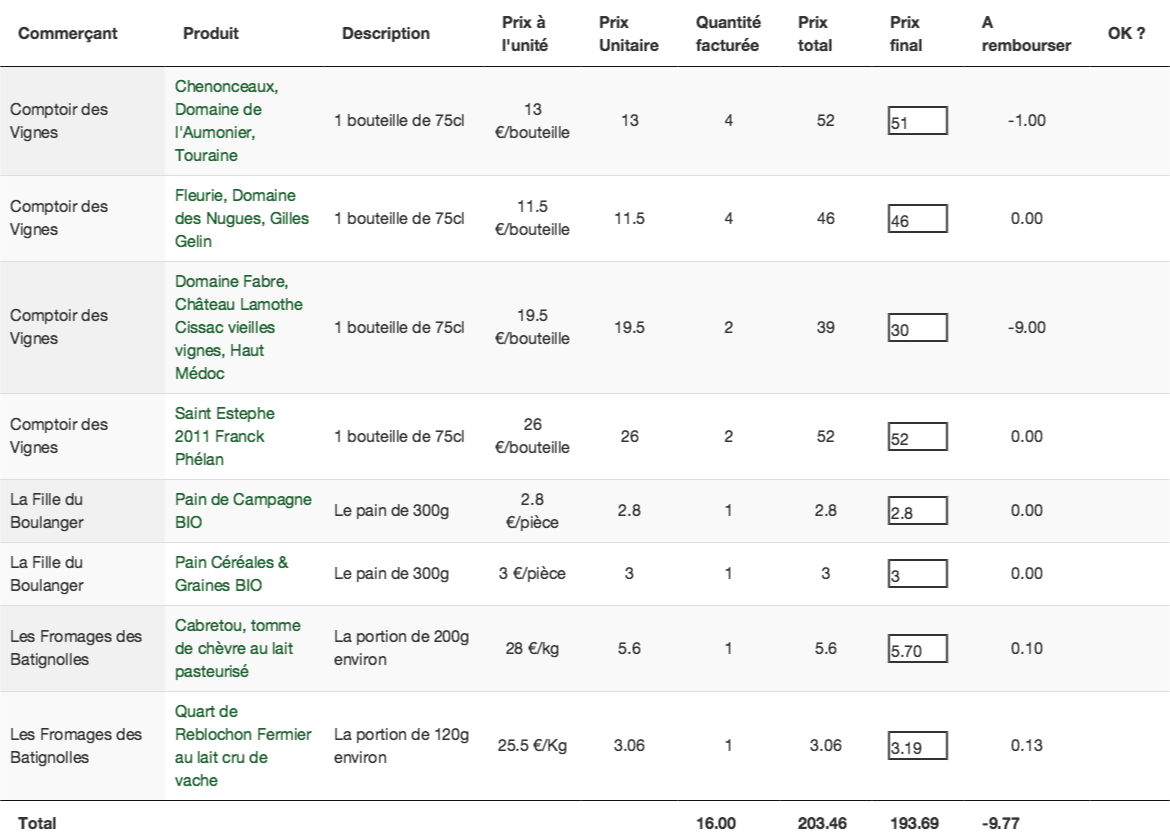 Commerçant Produit Description Prix à l'unité Prix Unitaire Quantité facturée Prix total Prix final A rembourser OK ?
Comptoir des Vignes Chenonceaux, Domaine de l'Aumonier, Touraine 1 bouteille de 75cl 13 €/bouteille 13 4 52 51 -1.00
Comptoir des Vignes Fleurie, Domaine des Nugues, Gilles Gelin 1 bouteille de 75cl 11.5 €/bouteille 11.5 4 46 46 0.00
Comptoir des Vignes Domaine Fabre, Château Lamothe Cissac vieilles vignes, Haut Médoc 1 bouteille de 75cl 19.5 €/bouteille 19.5 2 39 30 -9.00
Comptoir des Vignes Saint Estephe 2011 Franck Phélan 1 bouteille de 75cl 26 €/bouteille 26 2 52 52 0.00
La Fille du Boulanger Pain de Campagne BIO Le pain de 300g 2.8 €/pièce 2.8 1 2.8 2.8 0.00
La Fille du Boulanger Pain Céréales & Graines BIO Le pain de 300g 3 €/pièce 3 1 3 3 0.00
Les Fromages des Batignolles Cabretou, tomme de chèvre au lait pasteurisé La portion de 200g environ 28 €/kg 5.6 1 5.6 5.70 0.10
Les Fromages des Batignolles Quart de Reblochon Fermier au lait cru de vache La portion de 120g environ 25.5 €/Kg 3.06 1 3.06 3.19 0.13
Total 16.00 203.46 193.69 -9.77